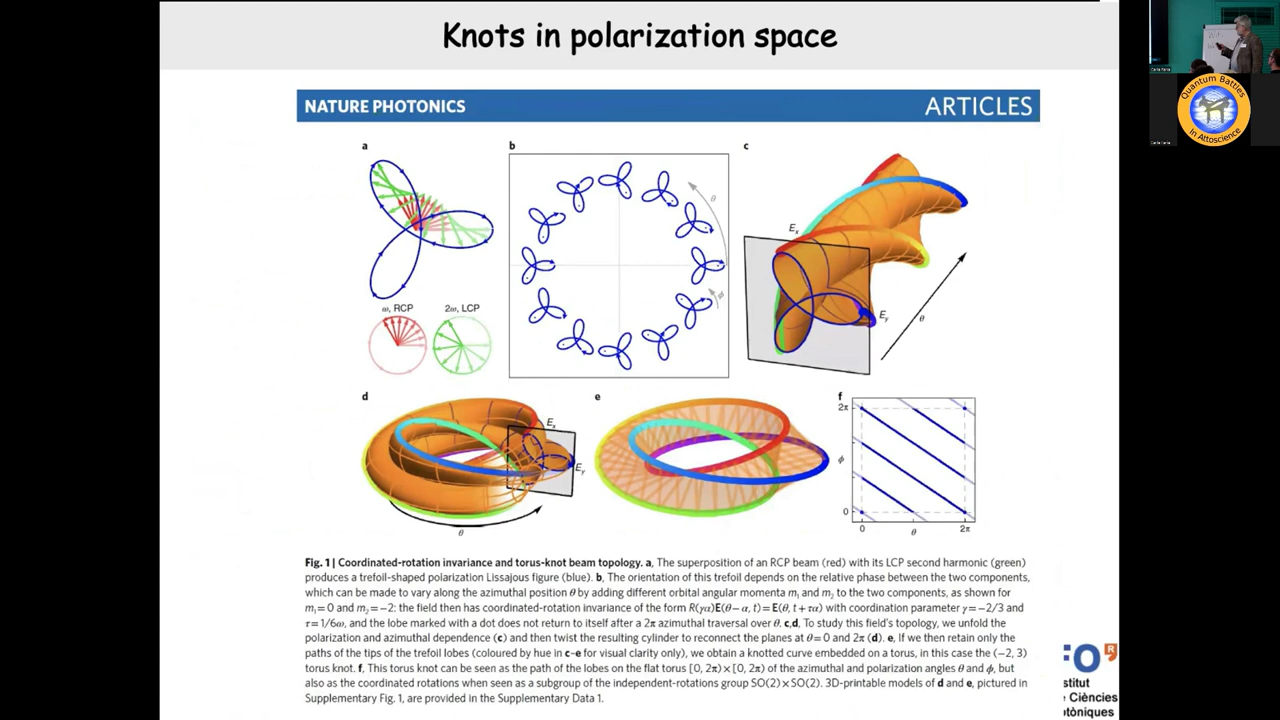 Knots in polarization space
NATURE PHOTONICS
ARTICLES
a
b
c
θ
ϕ
ω, RCP
2ω, LCP
Eₓ
Eᵧ
θ
d
Eₓ
Eᵧ
θ
e
f
2π
ϕ
0
0
θ
2π
Fig. 1 | Coordinated-rotation invariance and torus-knot beam topology. a, The superposition of an RCP beam (red) with its LCP second harmonic (green)
produces a trefoil-shaped polarization Lissajous figure (blue). b, The orientation of this trefoil depends on the relative phase between the two components,
which can be made to vary along the azimuthal position θ by adding different orbital angular momenta m₁ and m₂ to the two components, as shown for
m₁ = 0 and m₂ = −2: the field then has coordinated-rotation invariance of the form R(γα)E(θ − α, t) = E(θ, t + τα) with coordination parameter γ = −2/3 and
τ = 1/6ω, and the lobe marked with a dot does not return to itself after a 2π azimuthal traversal over θ. c,d, To study this field's topology, we unfold the
polarization and azimuthal dependence (c) and then twist the resulting cylinder to reconnect the planes at θ = 0 and 2π (d). e, If we then retain only the
paths of the tips of the trefoil lobes (coloured by hue in c–e for visual clarity only), we obtain a knotted curve embedded on a torus, in this case the (−2, 3)
torus knot. f, This torus knot can be seen as the path of the lobes on the flat torus [0, 2π) × [0, 2π) of the azimuthal and polarization angles θ and ϕ, but
also as the coordinated rotations when seen as a subgroup of the independent-rotations group SO(2) × SO(2). 3D-printable models of d and e, pictured in
Supplementary Fig. 1, are provided in the Supplementary Data 1.
FO
stitut
e Ciències
otòniques
Quantum Battles
In Attoscience
Carla Faria
Carla Faria